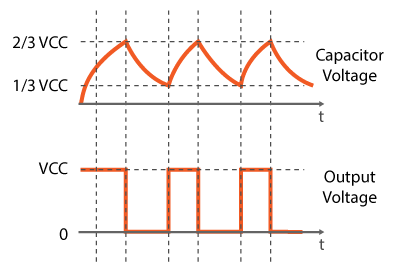 2/3 VCC
Capacitor
Voltage
1/3 VCC
t
VCC
Output
Voltage
0
t